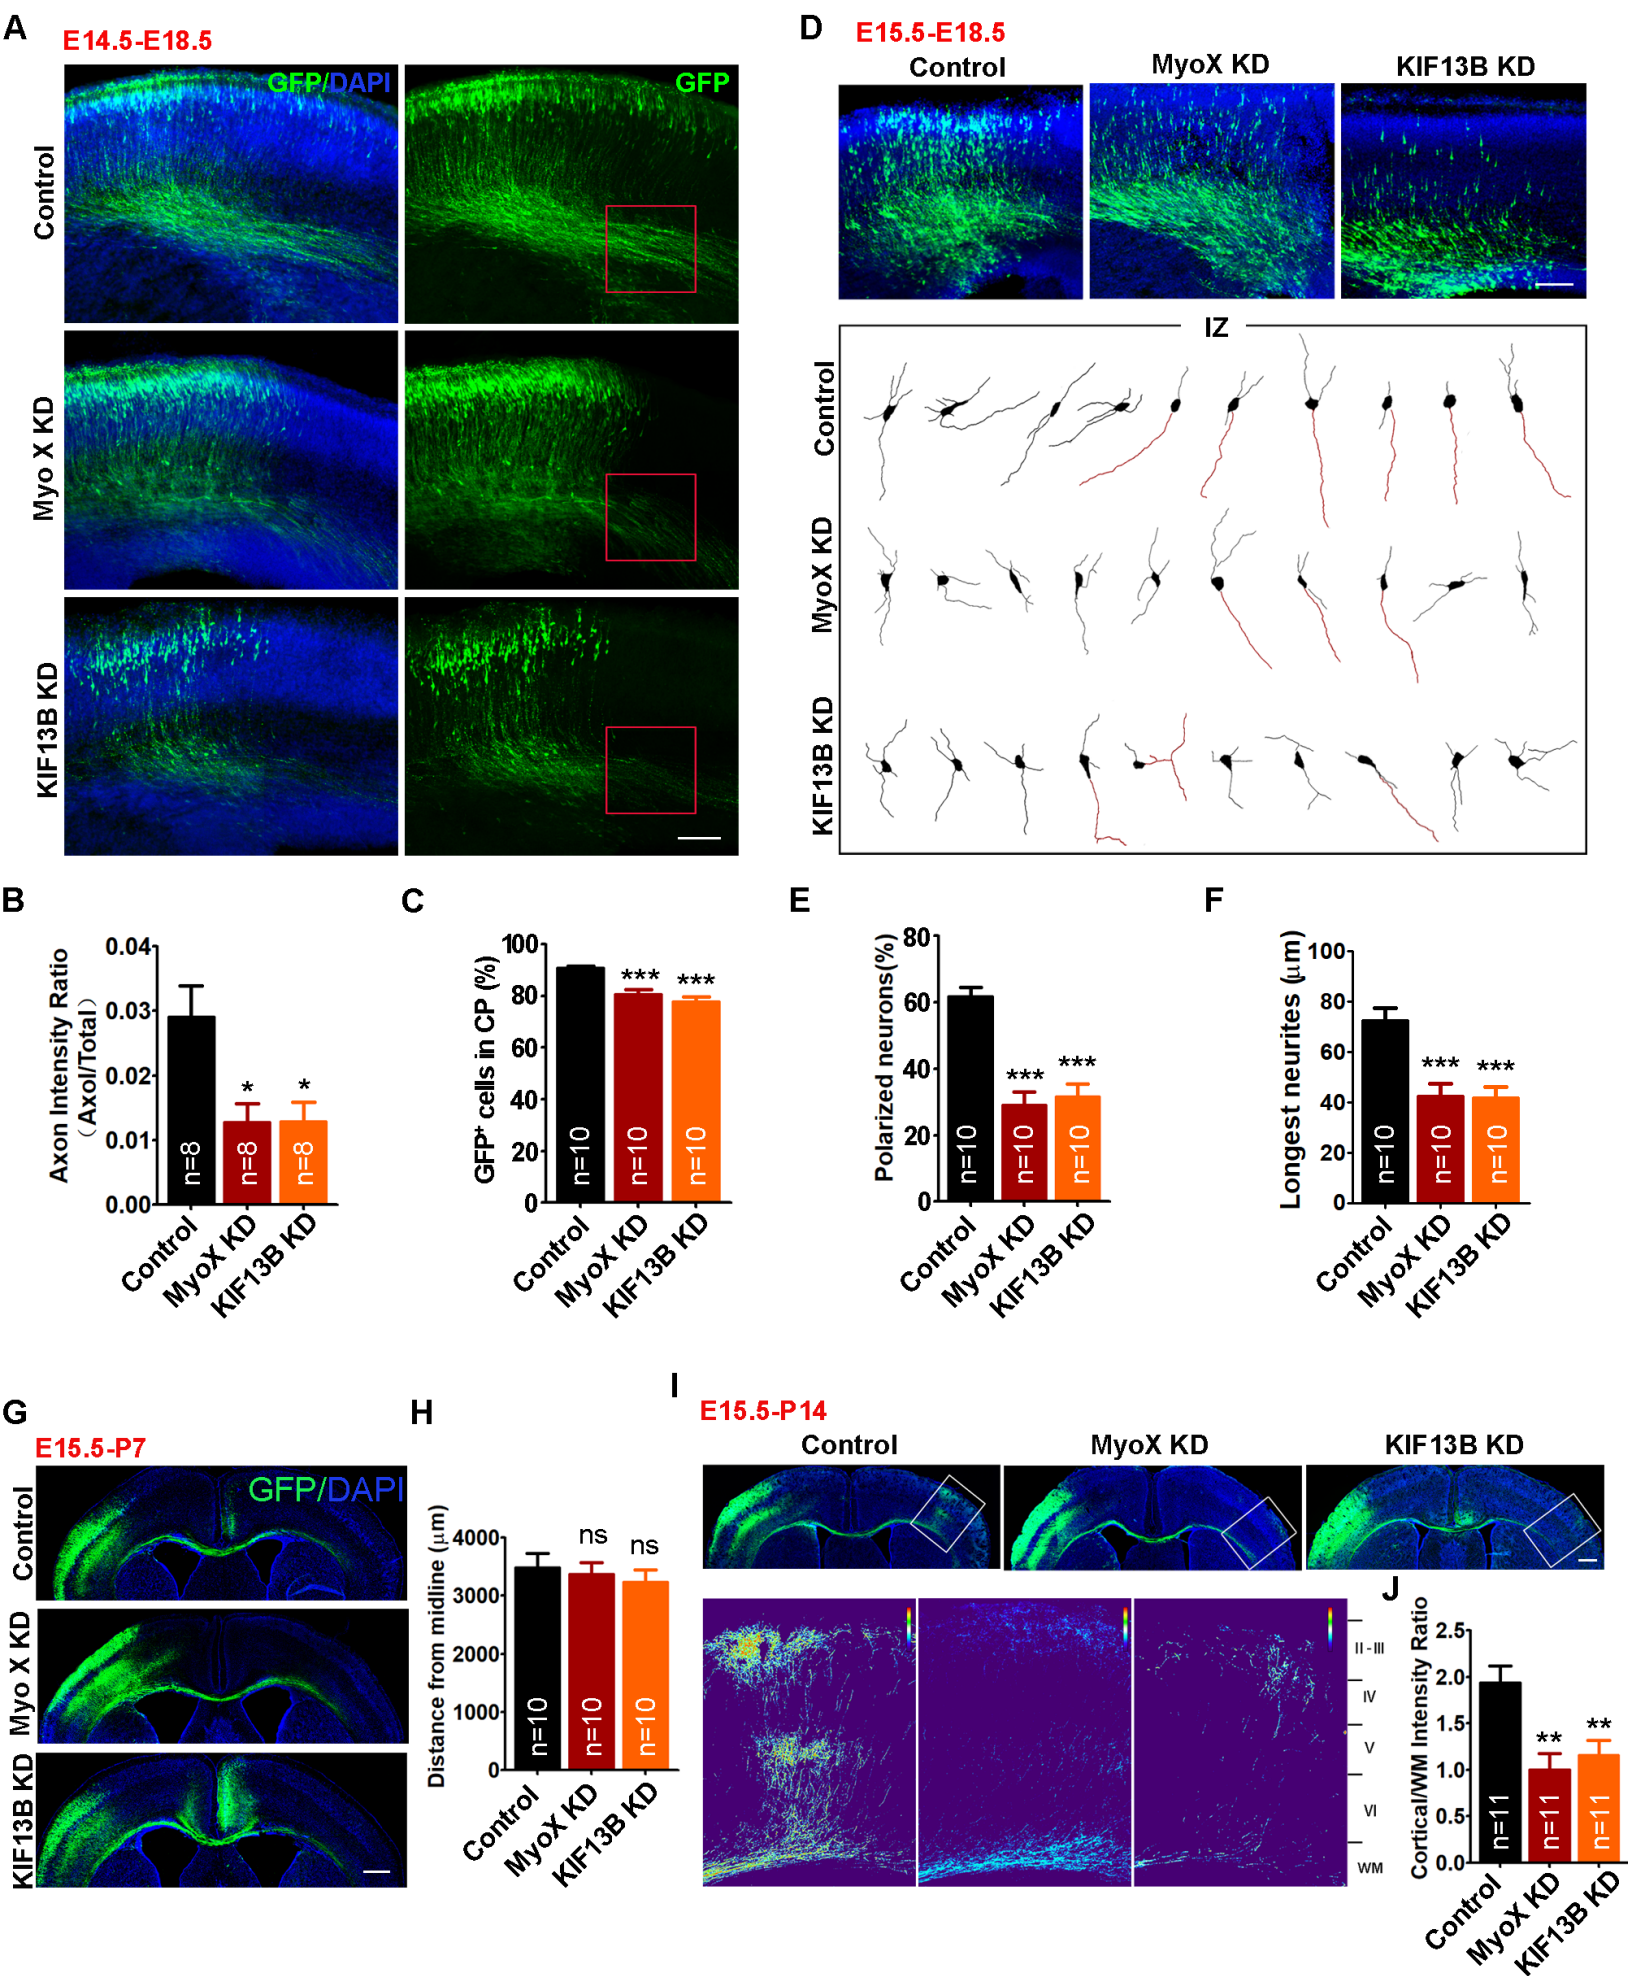 A
E14.5-E18.5
GFP/DAPI
GFP
Control
Myo X KD
KIF13B KD
D
E15.5-E18.5
Control
MyoX KD
KIF13B KD
IZ
Control
MyoX KD
KIF13B KD
B
Axon Intensity Ratio
(Axol/Total)
0.04
0.03
0.02
0.01
0.00
*
*
n=8
n=8
n=8
Control
MyoX KD
KIF13B KD
C
GFP+ cells in CP (%)
100
80
60
40
20
0
***
***
n=10
n=10
n=10
Control
MyoX KD
KIF13B KD
E
Polarized neurons(%)
80
60
40
20
0
***
***
n=10
n=10
n=10
Control
MyoX KD
KIF13B KD
F
Longest neurites (μm)
100
80
60
40
20
0
***
***
n=10
n=10
n=10
Control
MyoX KD
KIF13B KD
G
E15.5-P7
GFP/DAPI
Control
Myo X KD
KIF13B KD
H
Distance from midline (μm)
4000
3000
2000
1000
0
ns
ns
n=10
n=10
n=10
Control
MyoX KD
KIF13B KD
I
E15.5-P14
Control
MyoX KD
KIF13B KD
II-III
IV
V
VI
WM
J
Cortical/WM Intensity Ratio
2.5
2.0
1.5
1.0
0.5
0.0
**
**
n=11
n=11
n=11
Control
MyoX KD
KIF13B KD